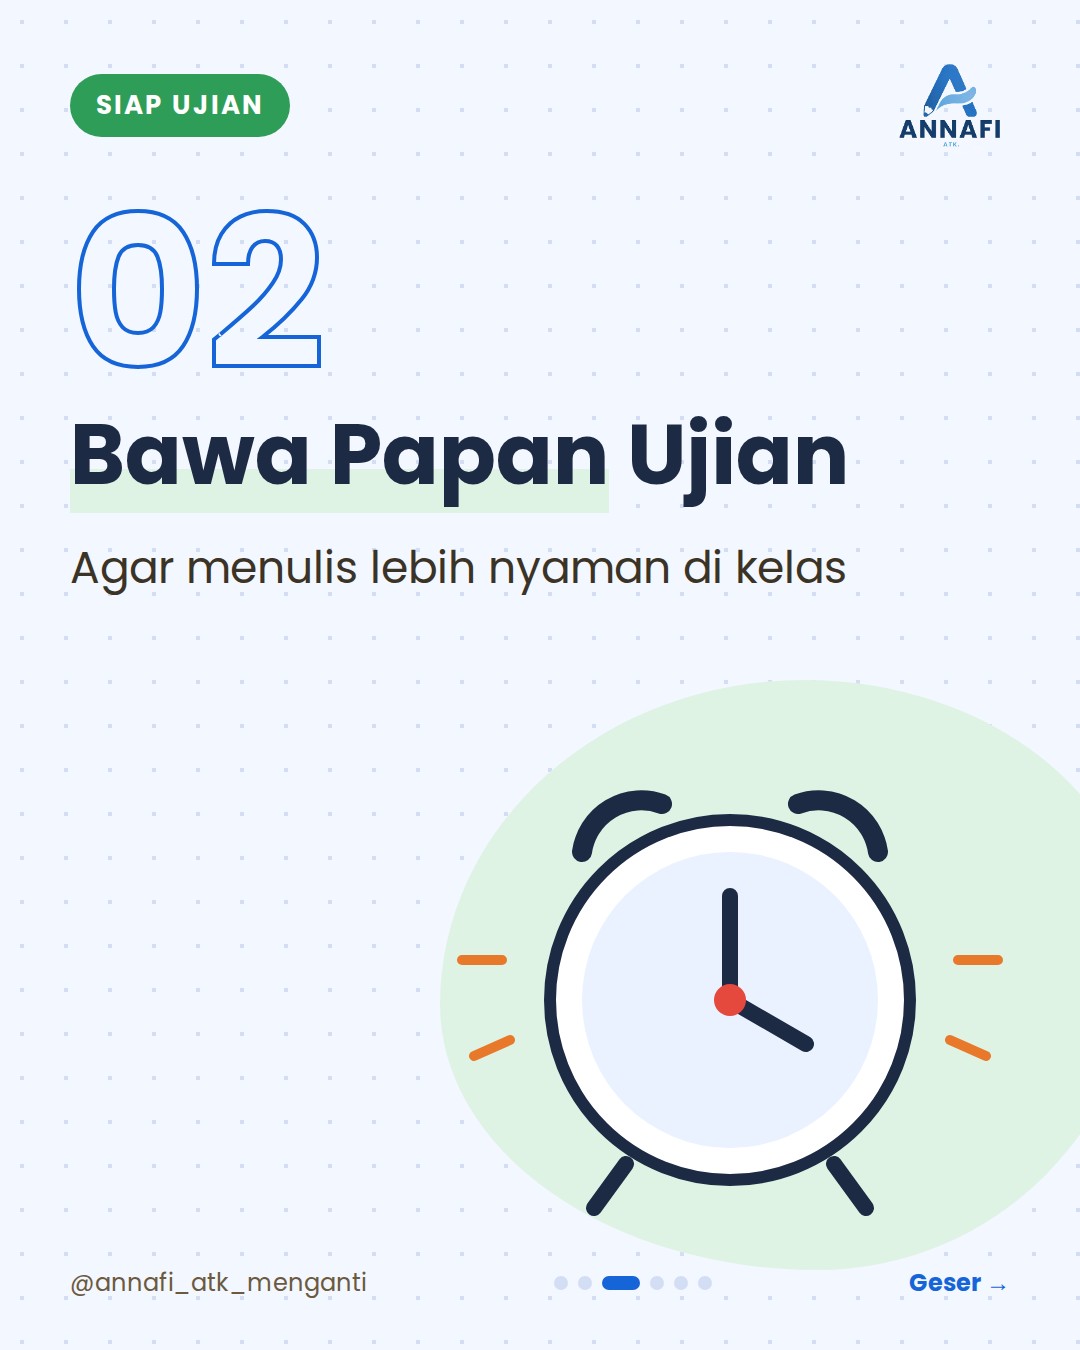 SIAP UJIAN
ANNAFI
ATK.
02
Bawa Papan Ujian
Agar menulis lebih nyaman di kelas
@annafi_atk_menganti
Geser →